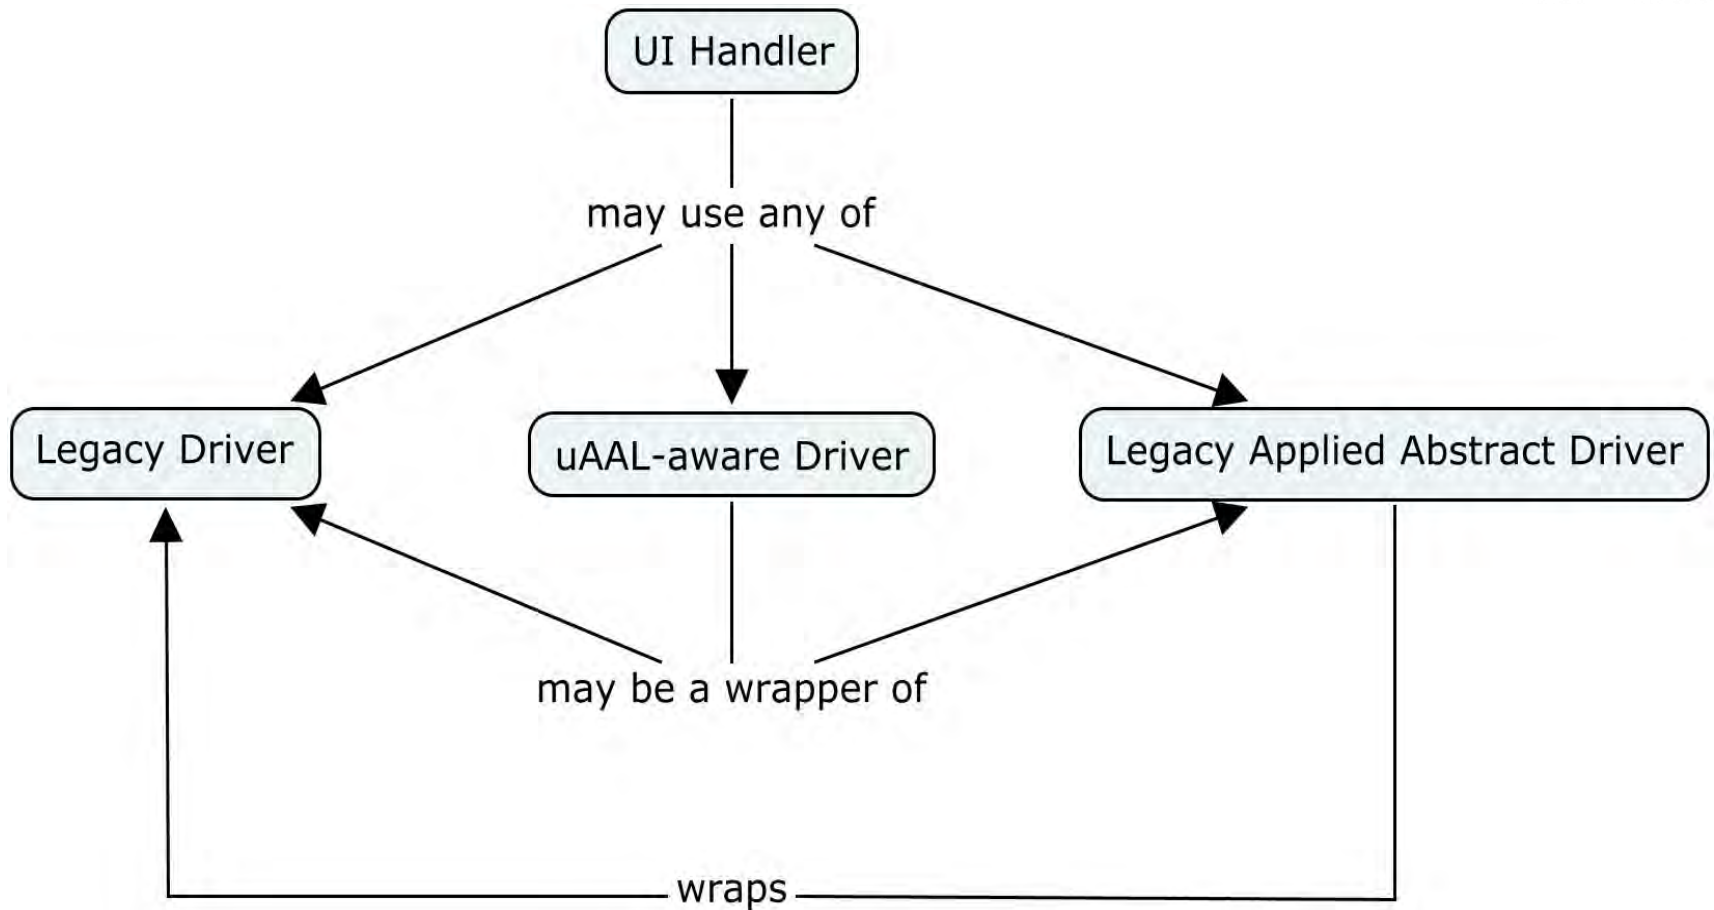 UI Handler
may use any of
Legacy Driver
uAAL-aware Driver
Legacy Applied Abstract Driver
may be a wrapper of
wraps